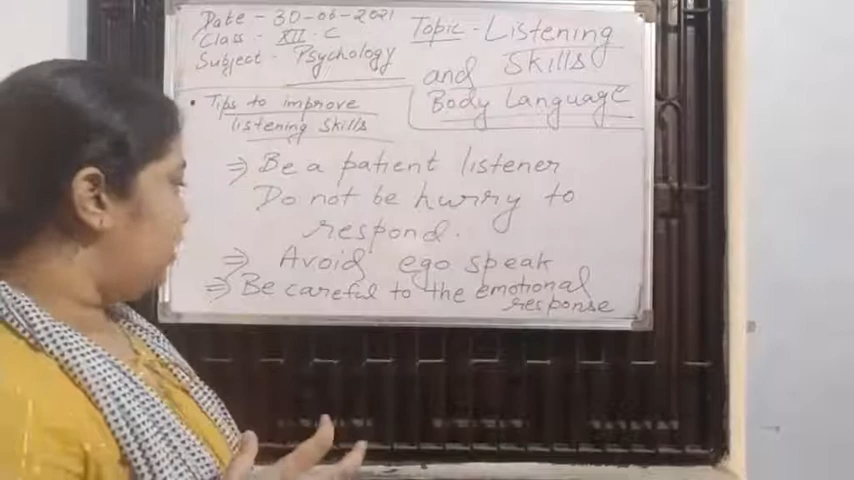 Date - 30-06-2021
Class - XII - C
Subject - Psychology
Topic - Listening
and Skills
Body Language
• Tips to improve
listening skills
⇒ Be a patient listener
Do not be hurry to
respond.
⇒ Avoid ego speak
⇒ Be careful to the emotional
response